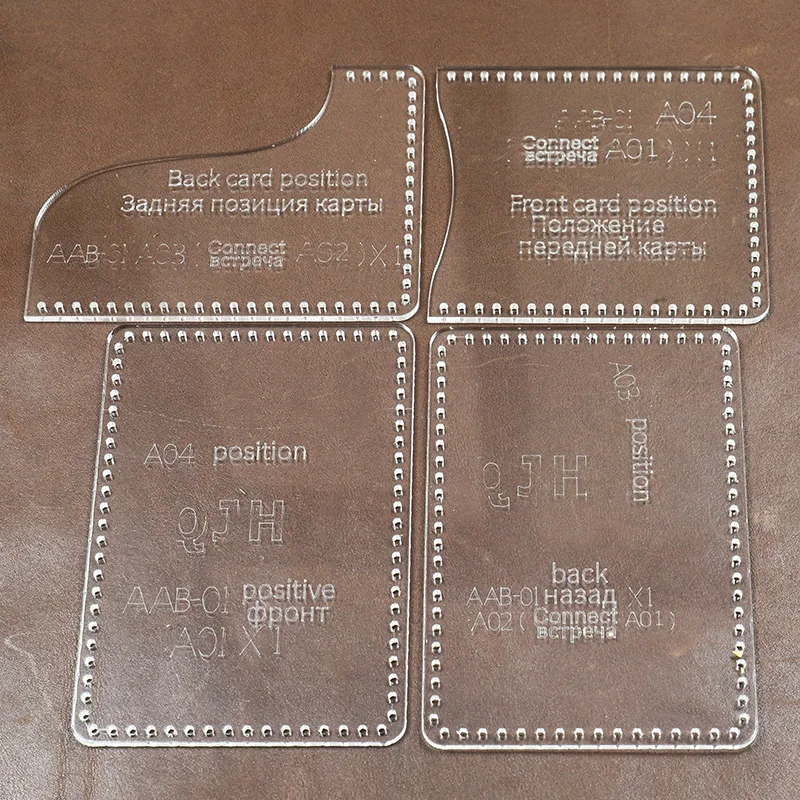 Back card position
Задняя позиция карты
AAB-01 A03 (Connect встреча A02) X1
AAB-01 A04
(Connect встреча A01) X1
Front card position
Положение
передней карты
A04 position
QJH
AAB-01 positive фронт
A01 X1
A03 position
QJH
back
AAB-01 назад X1
A02 (Connect встреча A01)